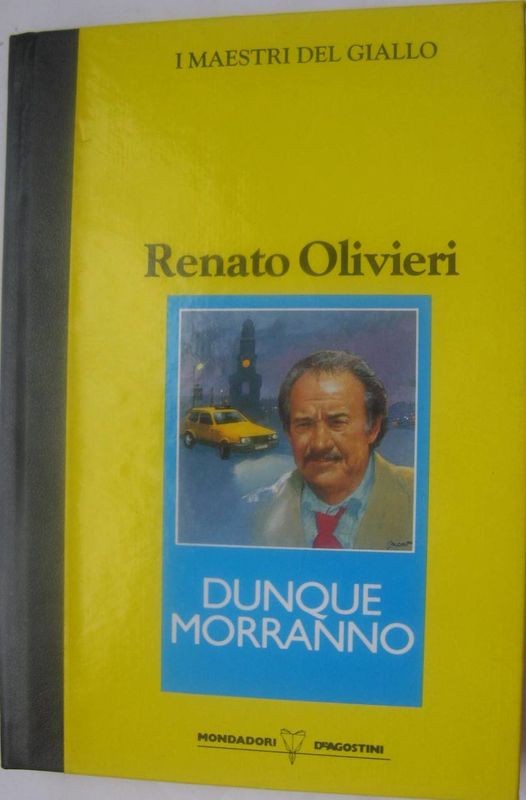 I MAESTRI DEL GIALLO
Renato Olivieri
DUNQUE
MORRANNO
MONDADORI DEAGOSTINI